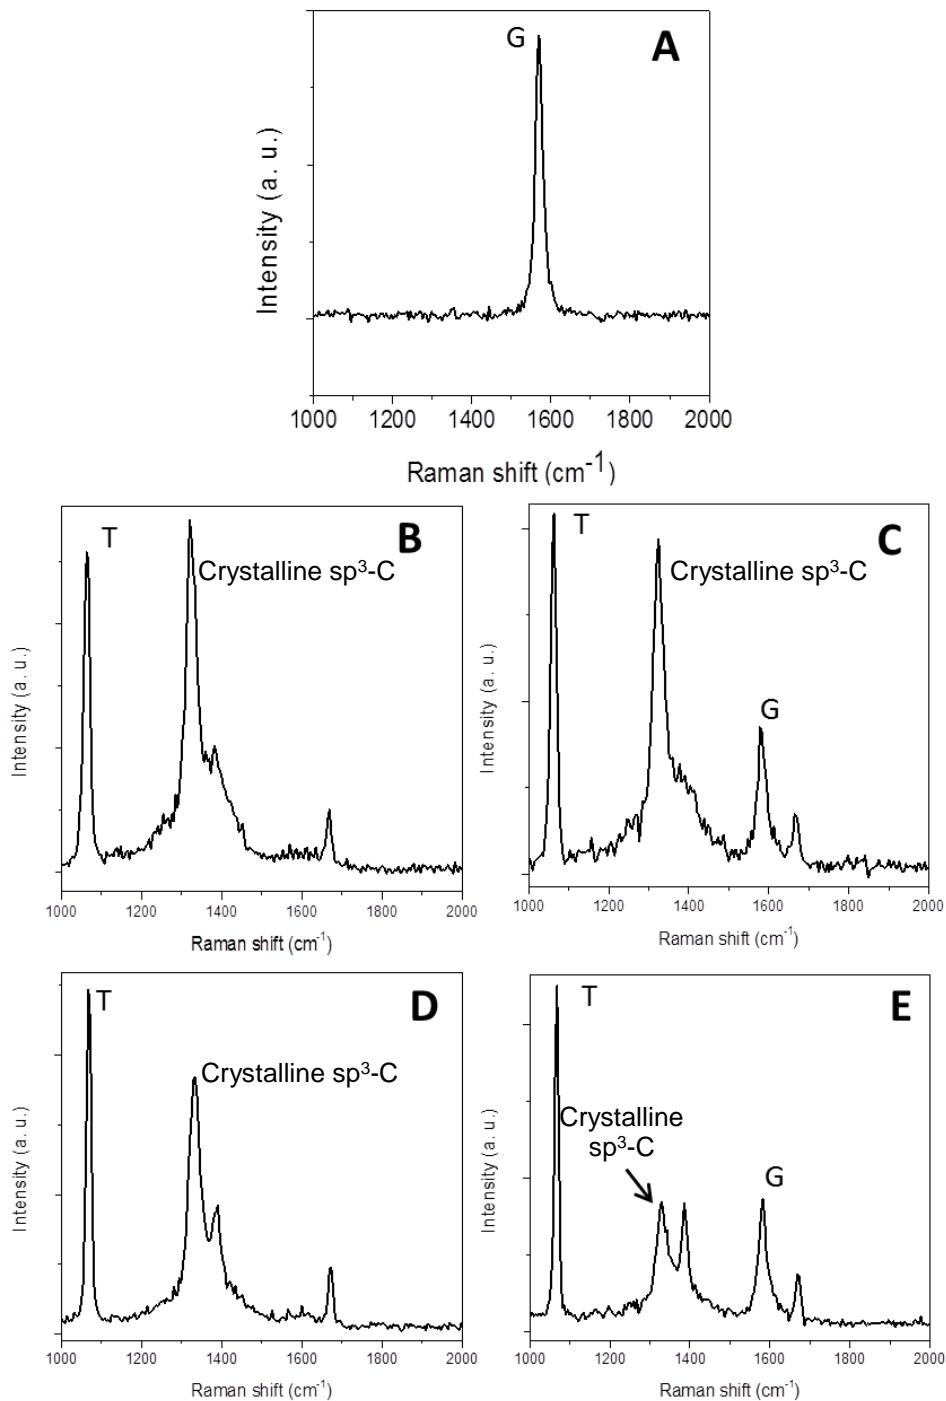 G
A
Intensity (a. u.)
1000 1200 1400 1600 1800 2000
Raman shift (cm⁻¹)
T
B
Crystalline sp³-C
Intensity (a. u.)
1000 1200 1400 1600 1800 2000
Raman shift (cm⁻¹)
T
C
Crystalline sp³-C
G
Intensity (a. u.)
1000 1200 1400 1600 1800 2000
Raman shift (cm⁻¹)
T
D
Crystalline sp³-C
Intensity (a. u.)
1000 1200 1400 1600 1800 2000
Raman shift (cm⁻¹)
T
E
Crystalline
sp³-C
G
Intensity (a. u.)
1000 1200 1400 1600 1800 2000
Raman shift (cm⁻¹)